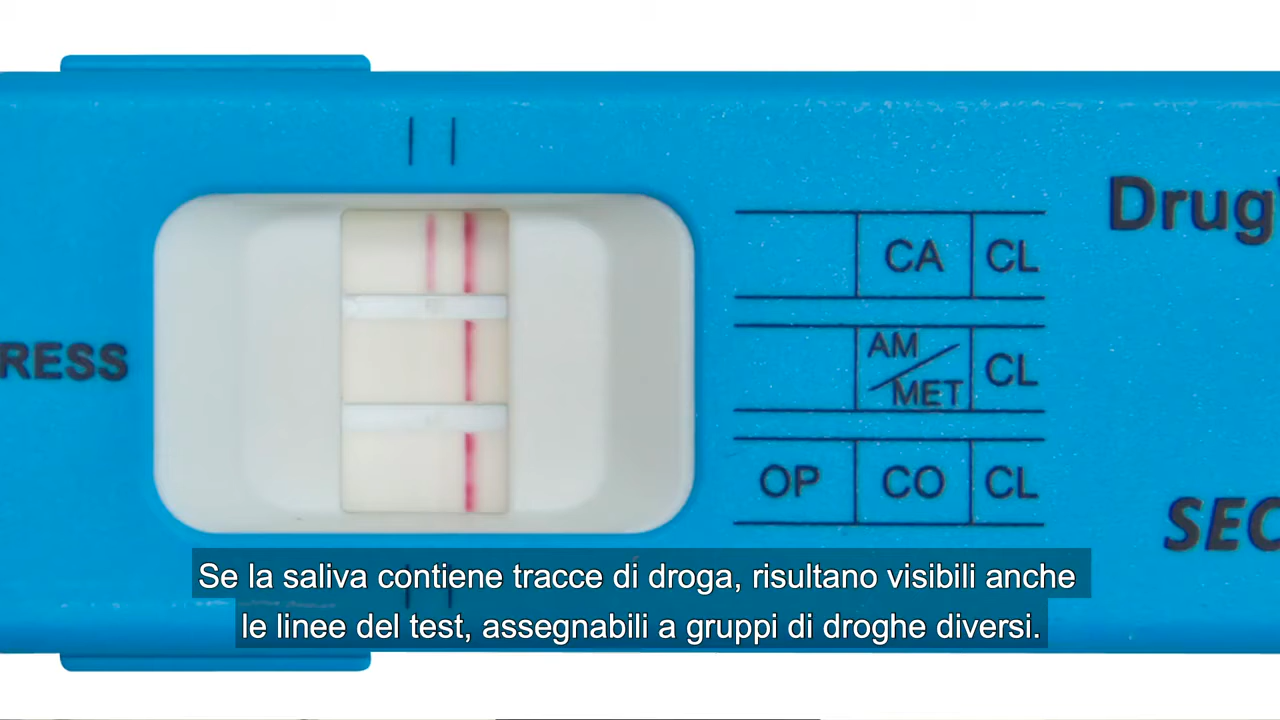 RESS
CA CL
AM/MET CL
OP CO CL
Drug
SEC
Se la saliva contiene tracce di droga, risultano visibili anche
le linee del test, assegnabili a gruppi di droghe diversi.